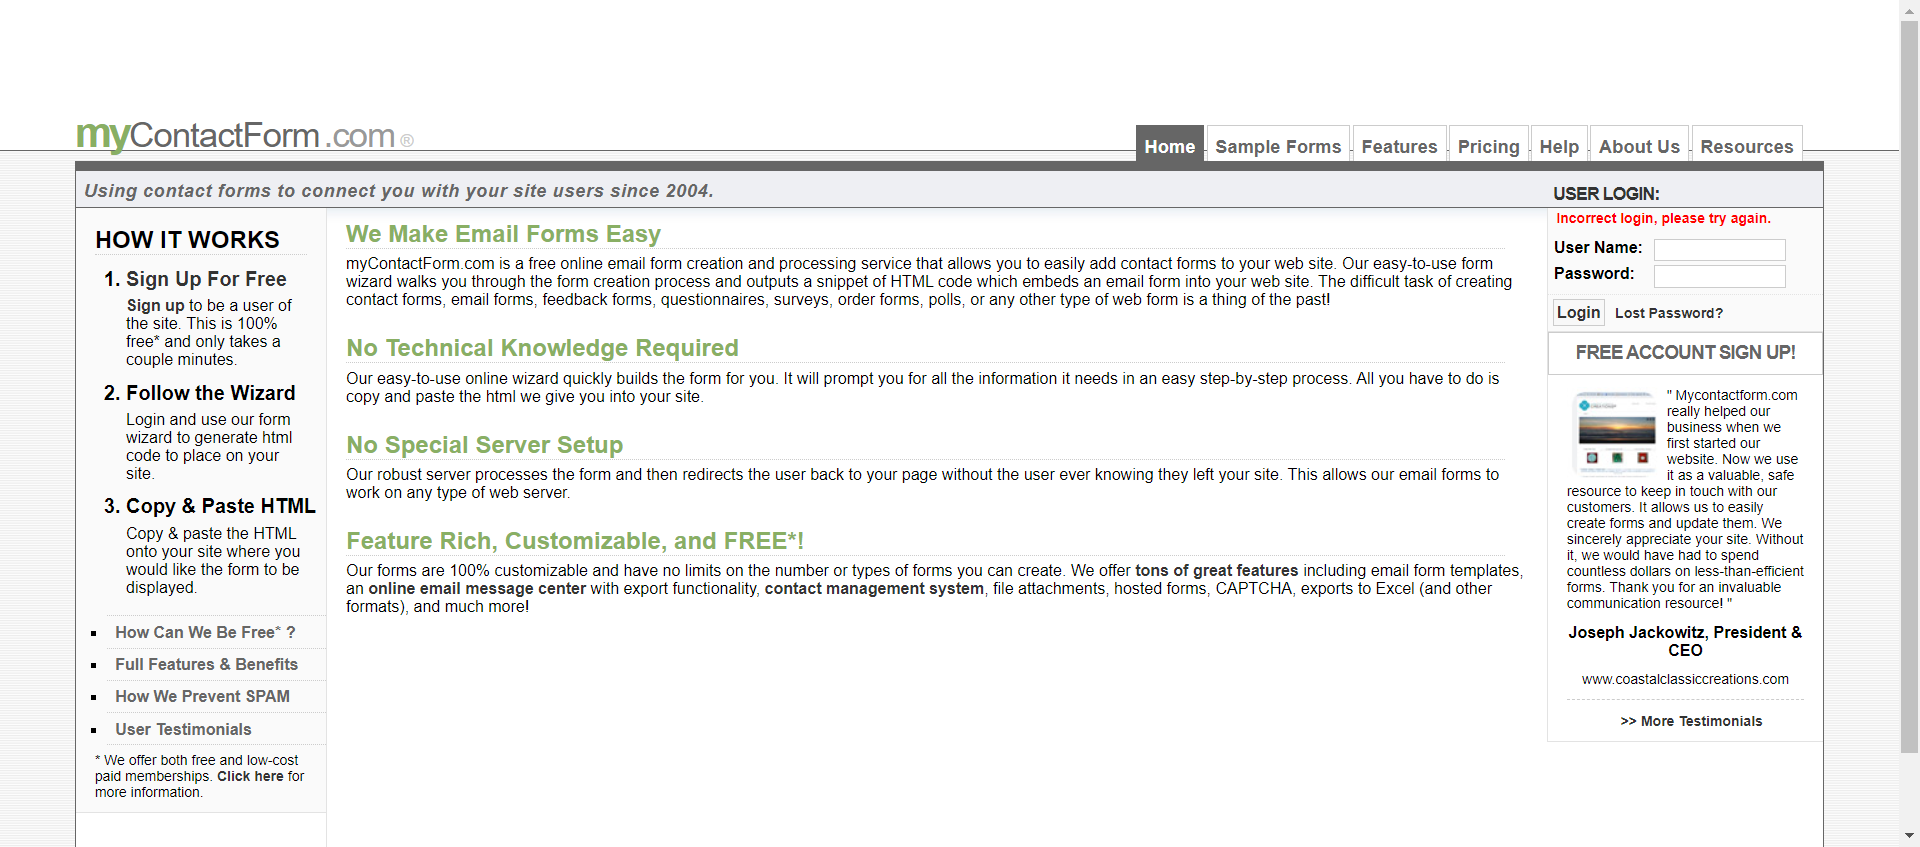 myContactForm.com®
Home
Sample Forms
Features
Pricing
Help
About Us
Resources
Using contact forms to connect you with your site users since 2004.
HOW IT WORKS
1. Sign Up For Free
Sign up to be a user of
the site. This is 100%
free* and only takes a
couple minutes.
2. Follow the Wizard
Login and use our form
wizard to generate html
code to place on your
site.
3. Copy & Paste HTML
Copy & paste the HTML
onto your site where you
would like the form to be
displayed.
How Can We Be Free* ?
Full Features & Benefits
How We Prevent SPAM
User Testimonials
* We offer both free and low-cost
paid memberships. Click here for
more information.
We Make Email Forms Easy
myContactForm.com is a free online email form creation and processing service that allows you to easily add contact forms to your web site. Our easy-to-use form
wizard walks you through the form creation process and outputs a snippet of HTML code which embeds an email form into your web site. The difficult task of creating
contact forms, email forms, feedback forms, questionnaires, surveys, order forms, polls, or any other type of web form is a thing of the past!
No Technical Knowledge Required
Our easy-to-use online wizard quickly builds the form for you. It will prompt you for all the information it needs in an easy step-by-step process. All you have to do is
copy and paste the html we give you into your site.
No Special Server Setup
Our robust server processes the form and then redirects the user back to your page without the user ever knowing they left your site. This allows our email forms to
work on any type of web server.
Feature Rich, Customizable, and FREE*!
Our forms are 100% customizable and have no limits on the number or types of forms you can create. We offer tons of great features including email form templates,
an online email message center with export functionality, contact management system, file attachments, hosted forms, CAPTCHA, exports to Excel (and other
formats), and much more!
USER LOGIN:
Incorrect login, please try again.
User Name:
Password:
Login Lost Password?
FREE ACCOUNT SIGN UP!
" Mycontactform.com
really helped our
business when we
first started our
website. Now we use
it as a valuable, safe
resource to keep in touch with our
customers. It allows us to easily
create forms and update them. We
sincerely appreciate your site. Without
it, we would have had to spend
countless dollars on less-than-efficient
forms. Thank you for an invaluable
communication resource! "
Joseph Jackowitz, President &
CEO
www.coastalclassiccreations.com
>> More Testimonials